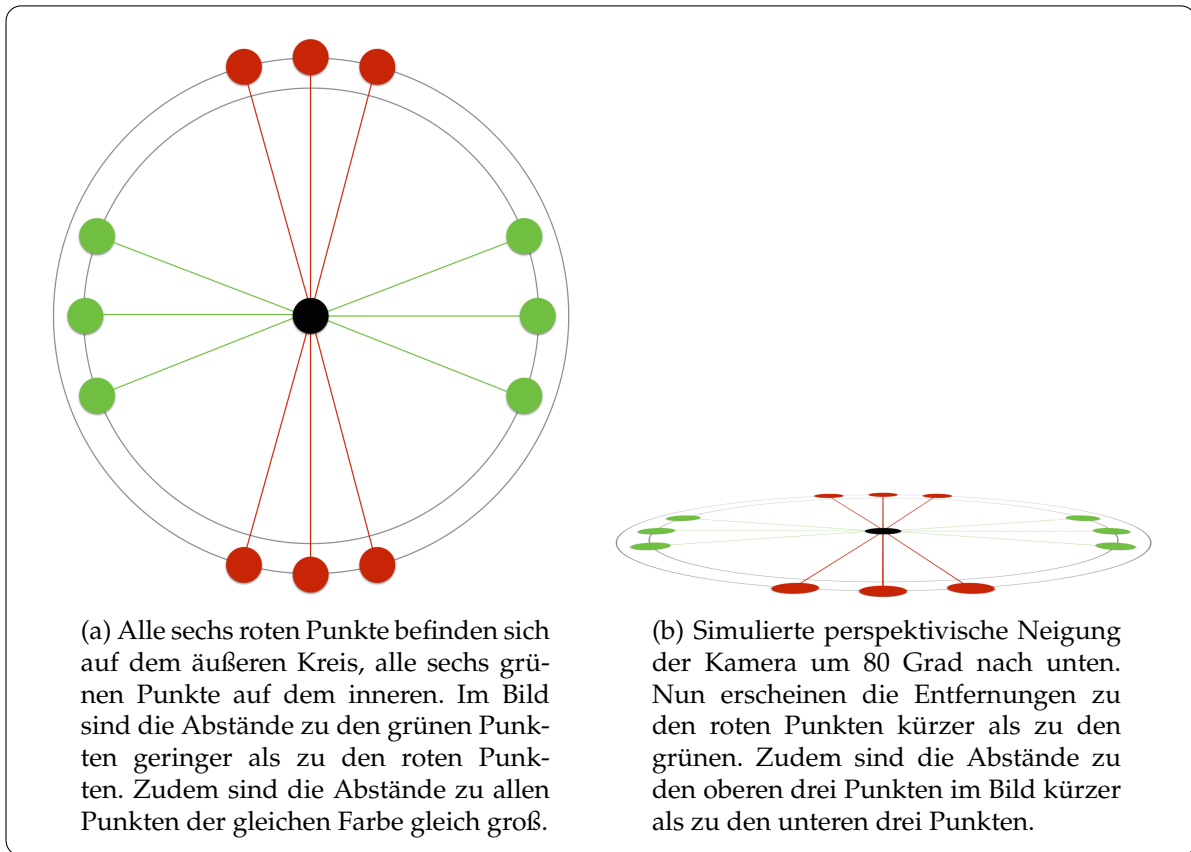 (a) Alle sechs roten Punkte befinden sich
auf dem äußeren Kreis, alle sechs grü-
nen Punkte auf dem inneren. Im Bild
sind die Abstände zu den grünen Punk-
ten geringer als zu den roten Punk-
ten. Zudem sind die Abstände zu allen
Punkten der gleichen Farbe gleich groß.
(b) Simulierte perspektivische Neigung
der Kamera um 80 Grad nach unten.
Nun erscheinen die Entfernungen zu
den roten Punkten kürzer als zu den
grünen. Zudem sind die Abstände zu
den oberen drei Punkten im Bild kürzer
als zu den unteren drei Punkten.